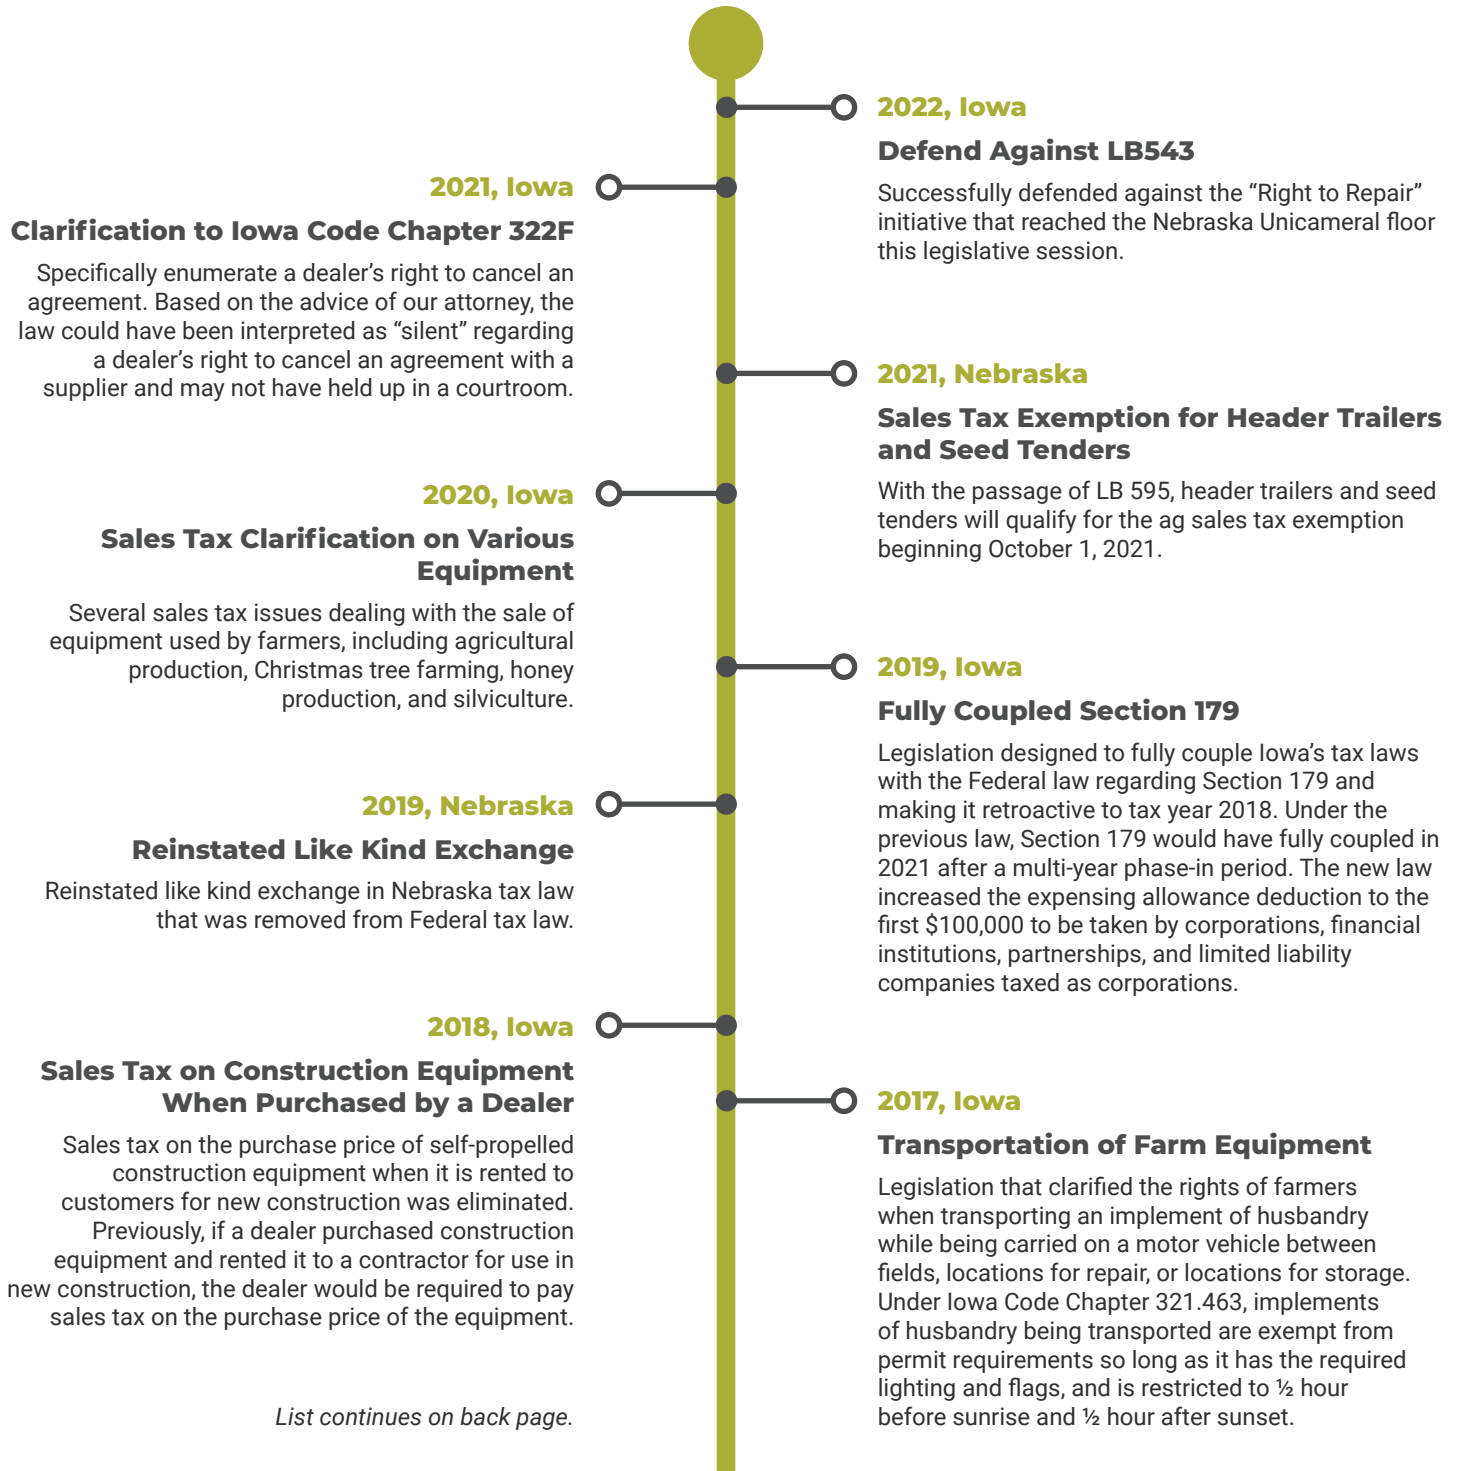 2022, Iowa
Defend Against LB543
Successfully defended against the “Right to Repair”
initiative that reached the Nebraska Unicameral floor
this legislative session.
2021, Iowa
Clarification to Iowa Code Chapter 322F
Specifically enumerate a dealer’s right to cancel an
agreement. Based on the advice of our attorney, the
law could have been interpreted as “silent” regarding
a dealer’s right to cancel an agreement with a
supplier and may not have held up in a courtroom.
2021, Nebraska
Sales Tax Exemption for Header Trailers
and Seed Tenders
With the passage of LB 595, header trailers and seed
tenders will qualify for the ag sales tax exemption
beginning October 1, 2021.
2020, Iowa
Sales Tax Clarification on Various
Equipment
Several sales tax issues dealing with the sale of
equipment used by farmers, including agricultural
production, Christmas tree farming, honey
production, and silviculture.
2019, Iowa
Fully Coupled Section 179
Legislation designed to fully couple Iowa’s tax laws
with the Federal law regarding Section 179 and
making it retroactive to tax year 2018. Under the
previous law, Section 179 would have fully coupled in
2021 after a multi-year phase-in period. The new law
increased the expensing allowance deduction to the
first $100,000 to be taken by corporations, financial
institutions, partnerships, and limited liability
companies taxed as corporations.
2019, Nebraska
Reinstated Like Kind Exchange
Reinstated like kind exchange in Nebraska tax law
that was removed from Federal tax law.
2018, Iowa
Sales Tax on Construction Equipment
When Purchased by a Dealer
Sales tax on the purchase price of self-propelled
construction equipment when it is rented to
customers for new construction was eliminated.
Previously, if a dealer purchased construction
equipment and rented it to a contractor for use in
new construction, the dealer would be required to pay
sales tax on the purchase price of the equipment.
2017, Iowa
Transportation of Farm Equipment
Legislation that clarified the rights of farmers
when transporting an implement of husbandry
while being carried on a motor vehicle between
fields, locations for repair, or locations for storage.
Under Iowa Code Chapter 321.463, implements
of husbandry being transported are exempt from
permit requirements so long as it has the required
lighting and flags, and is restricted to ½ hour
before sunrise and ½ hour after sunset.
List continues on back page.